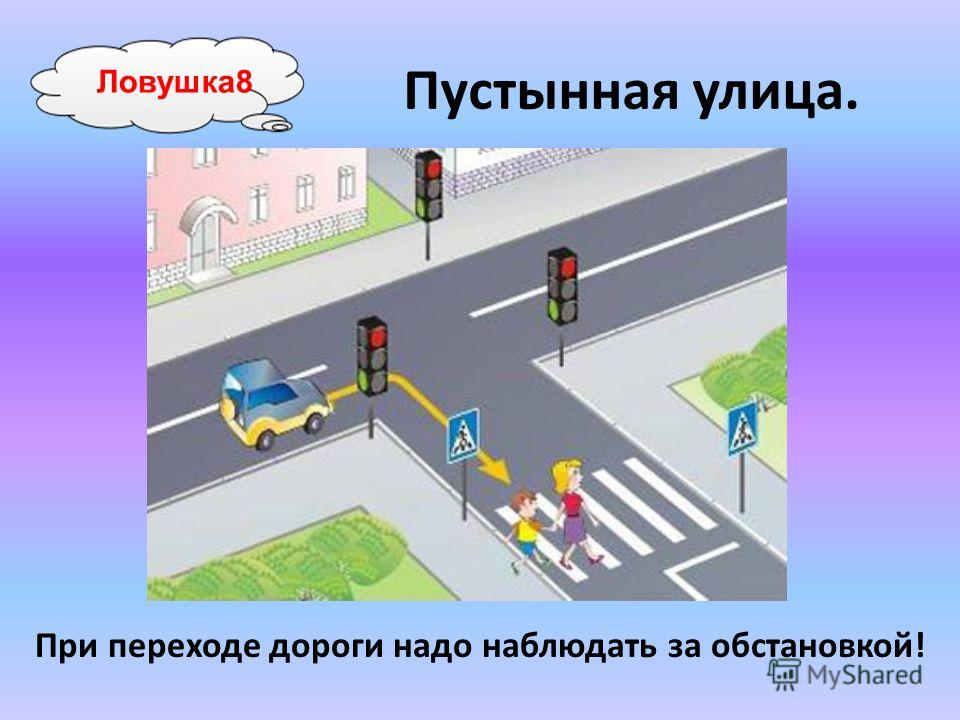 Ловушка8
Пустынная улица.
При переходе дороги надо наблюдать за обстановкой!
MyShared